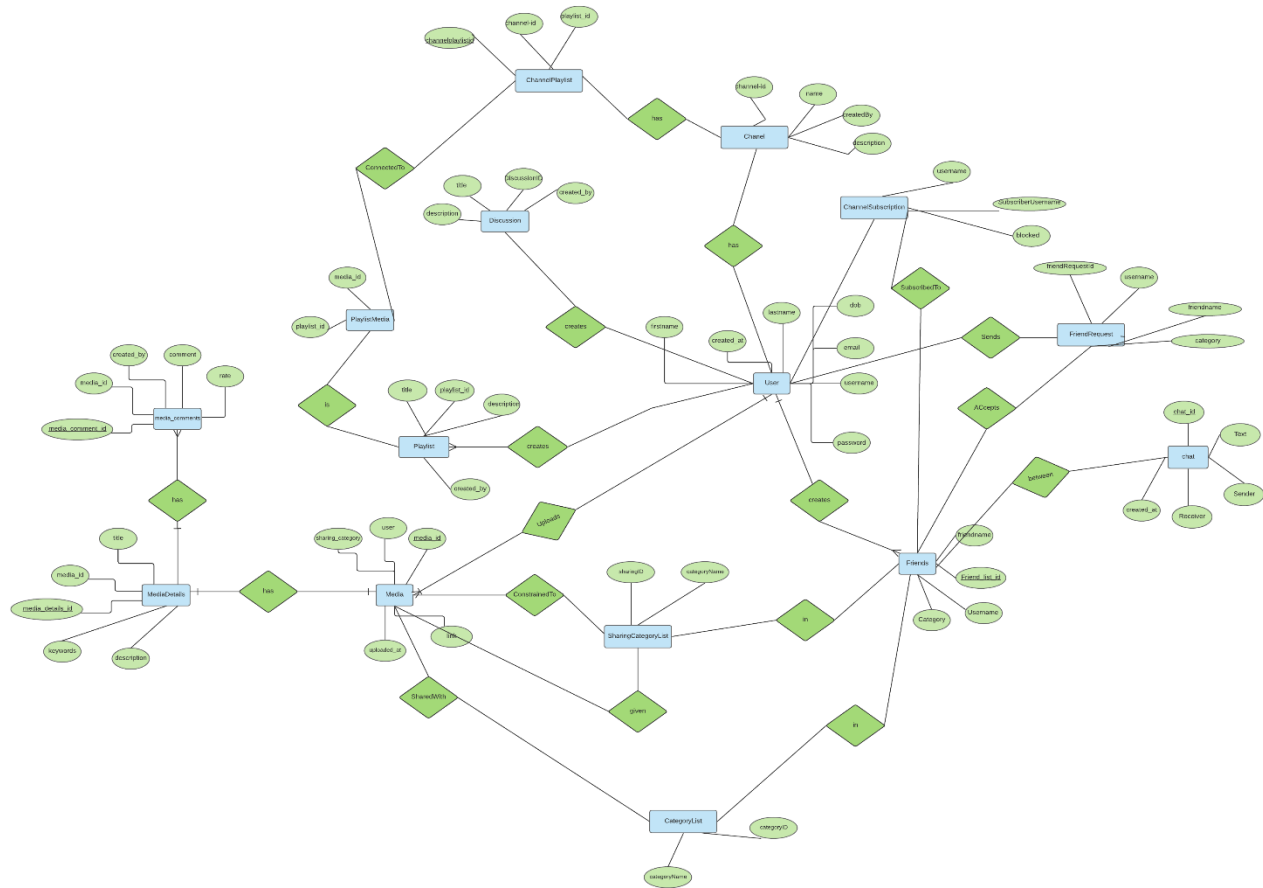 playlist_id
channel-id
channelplaylistid
ChannelPlaylist
channel-id
name
has
createdBy
Chanel
description
ConnectedTo
username
title
DiscussionID
created_by
description
Discussion
ChannelSubscription
subscriberUsername
blocked
has
friendRequestId
username
media_id
SubscribedTo
playlist_id
PlaylistMedia
firstname
created_at
lastname
dob
creates
Sends
friendname
FriendRequest
category
email
created_by
comment
media_id
rate
media_comments
media_comment_id
title
playlist_id
description
is
User
username
ACcepts
Playlist
creates
password
chat_id
Text
chat
between
created_by
has
creates
Uploads
created_at
Receiver
Sender
title
sharing_category
user
media_id
friendname
Friends
media_id
media_details_id
MediaDetails
has
Media
ConstrainedTo
sharingID
categoryName
Friend_list_id
Username
Category
in
keywords
description
uploaded_at
link
SharingCategoryList
SharedWith
given
in
CategoryList
categoryID
categoryName